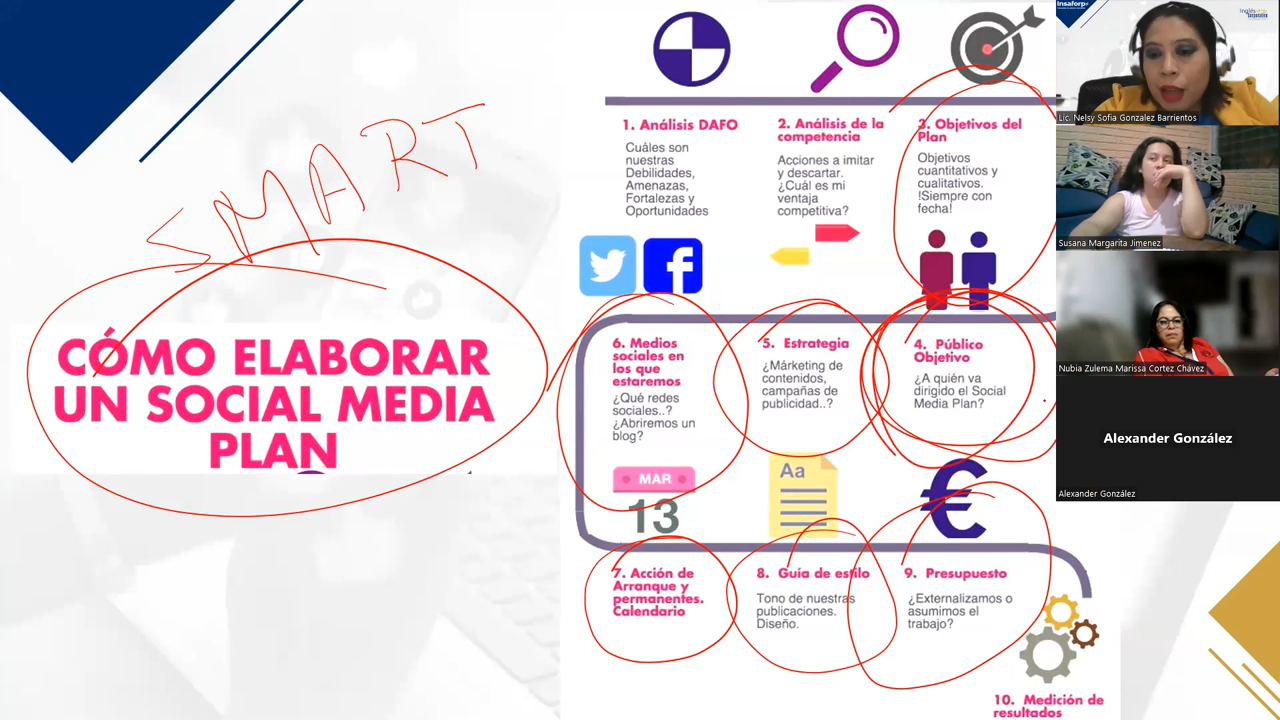 SMART
CÓMO ELABORAR
UN SOCIAL MEDIA
PLAN
1. Análisis DAFO
Cuáles son
nuestras
Debilidades,
Amenazas,
Fortalezas y
Oportunidades
2. Análisis de la
competencia
Acciones a imitar
y descartar.
¿Cuál es mi
ventaja
competitiva?
3. Objetivos del
Plan
Objetivos
cuantitativos y
cualitativos.
!Siempre con
fecha!
6. Medios
sociales en
los que
estaremos
¿Qué redes
sociales..?
¿Abriremos un
blog?
5. Estrategia
¿Márketing de
contenidos,
campañas de
publicidad..?
4. Público
Objetivo
¿A quién va
dirigido el Social
Media Plan?
MAR
13
Aa
€
7. Acción de
Arranque y
permanentes.
Calendario
8. Guía de estilo
Tono de nuestras
publicaciones.
Diseño.
9. Presupuesto
¿Externalizamos o
asumimos el
trabajo?
10. Medición de
resultados
Insaforp
Inglés
corporativo
Lic. Nelsy Sofia Gonzalez Barrientos
Susana Margarita Jimenez
Nubia Zulema Marissa Cortez Chávez
Alexander González
Alexander González